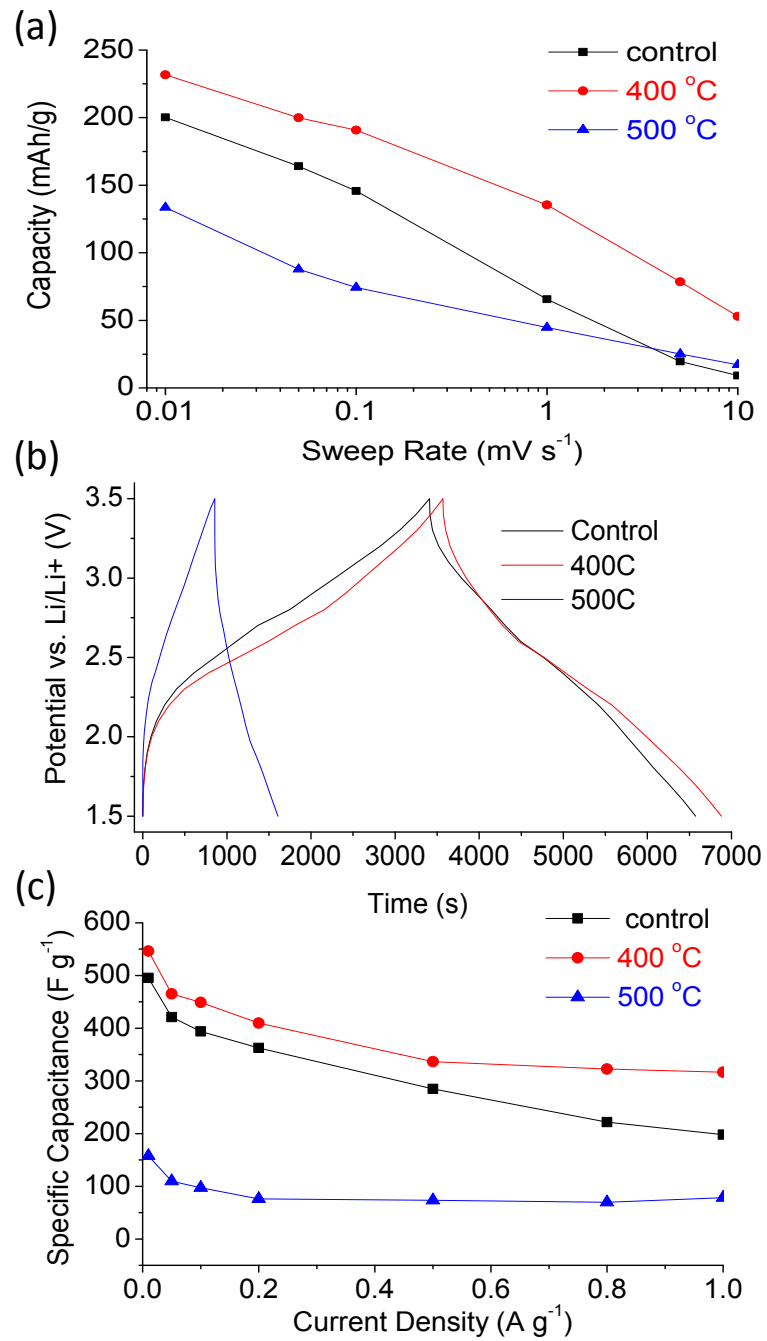 (a)
control
400 °C
500 °C
250
200
150
100
50
0
Capacity (mAh/g)
0.01 0.1 1 10
Sweep Rate (mV s⁻¹)
(b)
3.5
3.0
2.5
2.0
1.5
Potential vs. Li/Li+ (V)
Control
400C
500C
0 1000 2000 3000 4000 5000 6000 7000
Time (s)
(c)
control
400 °C
500 °C
600
500
400
300
200
100
0
Specific Capacitance (F g⁻¹)
0.0 0.2 0.4 0.6 0.8 1.0
Current Density (A g⁻¹)